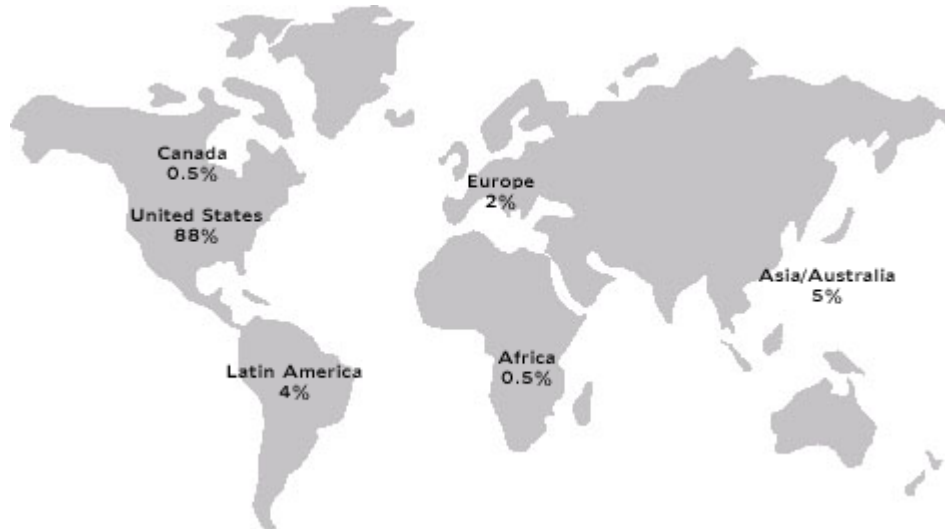 Canada
0.5%
United States
88%
Latin America
4%
Europe
2%
Africa
0.5%
Asia/Australia
5%